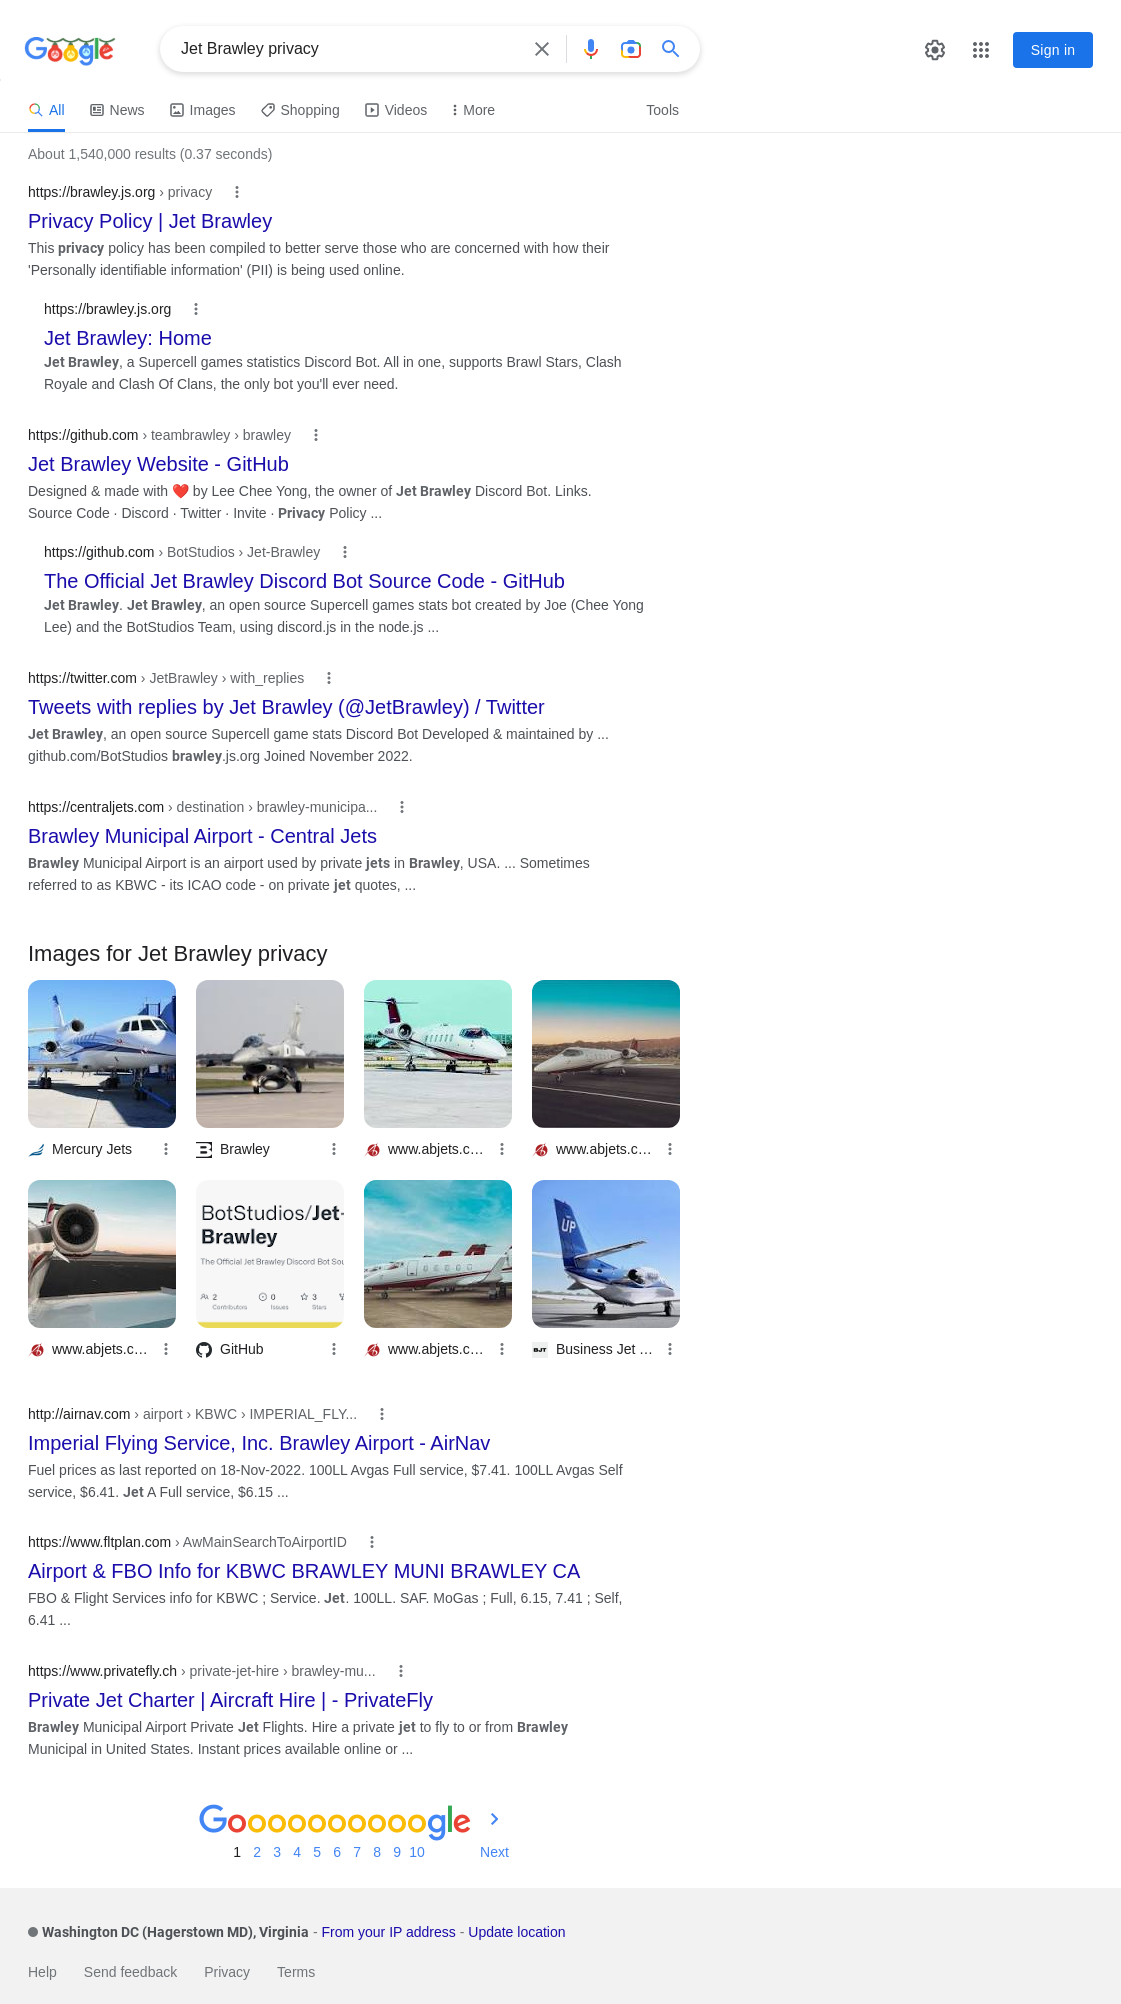 Google
Jet Brawley privacy
Sign in
All
News
Images
Shopping
Videos
More
Tools
About 1,540,000 results (0.37 seconds)
https://brawley.js.org › privacy
Privacy Policy | Jet Brawley
This privacy policy has been compiled to better serve those who are concerned with how their
'Personally identifiable information' (PII) is being used online.
https://brawley.js.org
Jet Brawley: Home
Jet Brawley, a Supercell games statistics Discord Bot. All in one, supports Brawl Stars, Clash
Royale and Clash Of Clans, the only bot you'll ever need.
https://github.com › teambrawley › brawley
Jet Brawley Website - GitHub
Designed & made with ❤️ by Lee Chee Yong, the owner of Jet Brawley Discord Bot. Links.
Source Code · Discord · Twitter · Invite · Privacy Policy ...
https://github.com › BotStudios › Jet-Brawley
The Official Jet Brawley Discord Bot Source Code - GitHub
Jet Brawley. Jet Brawley, an open source Supercell games stats bot created by Joe (Chee Yong
Lee) and the BotStudios Team, using discord.js in the node.js ...
https://twitter.com › JetBrawley › with_replies
Tweets with replies by Jet Brawley (@JetBrawley) / Twitter
Jet Brawley, an open source Supercell game stats Discord Bot Developed & maintained by ...
github.com/BotStudios brawley.js.org Joined November 2022.
https://centraljets.com › destination › brawley-municipa...
Brawley Municipal Airport - Central Jets
Brawley Municipal Airport is an airport used by private jets in Brawley, USA. ... Sometimes
referred to as KBWC - its ICAO code - on private jet quotes, ...
Images for Jet Brawley privacy
Mercury Jets
Brawley
www.abjets.c...
www.abjets.c...
BotStudios/Jet-
Brawley
The Official Jet Brawley Discord Bot Sou
2
Contributors
0
Issues
3
Stars
UP
www.abjets.c...
GitHub
www.abjets.c...
BJT
Business Jet ...
http://airnav.com › airport › KBWC › IMPERIAL_FLY...
Imperial Flying Service, Inc. Brawley Airport - AirNav
Fuel prices as last reported on 18-Nov-2022. 100LL Avgas Full service, $7.41. 100LL Avgas Self
service, $6.41. Jet A Full service, $6.15 ...
https://www.fltplan.com › AwMainSearchToAirportID
Airport & FBO Info for KBWC BRAWLEY MUNI BRAWLEY CA
FBO & Flight Services info for KBWC ; Service. Jet. 100LL. SAF. MoGas ; Full, 6.15, 7.41 ; Self,
6.41 ...
https://www.privatefly.ch › private-jet-hire › brawley-mu...
Private Jet Charter | Aircraft Hire | - PrivateFly
Brawley Municipal Airport Private Jet Flights. Hire a private jet to fly to or from Brawley
Municipal in United States. Instant prices available online or ...
Goooooooooogle
1 2 3 4 5 6 7 8 9 10 Next
Washington DC (Hagerstown MD), Virginia - From your IP address - Update location
Help
Send feedback
Privacy
Terms